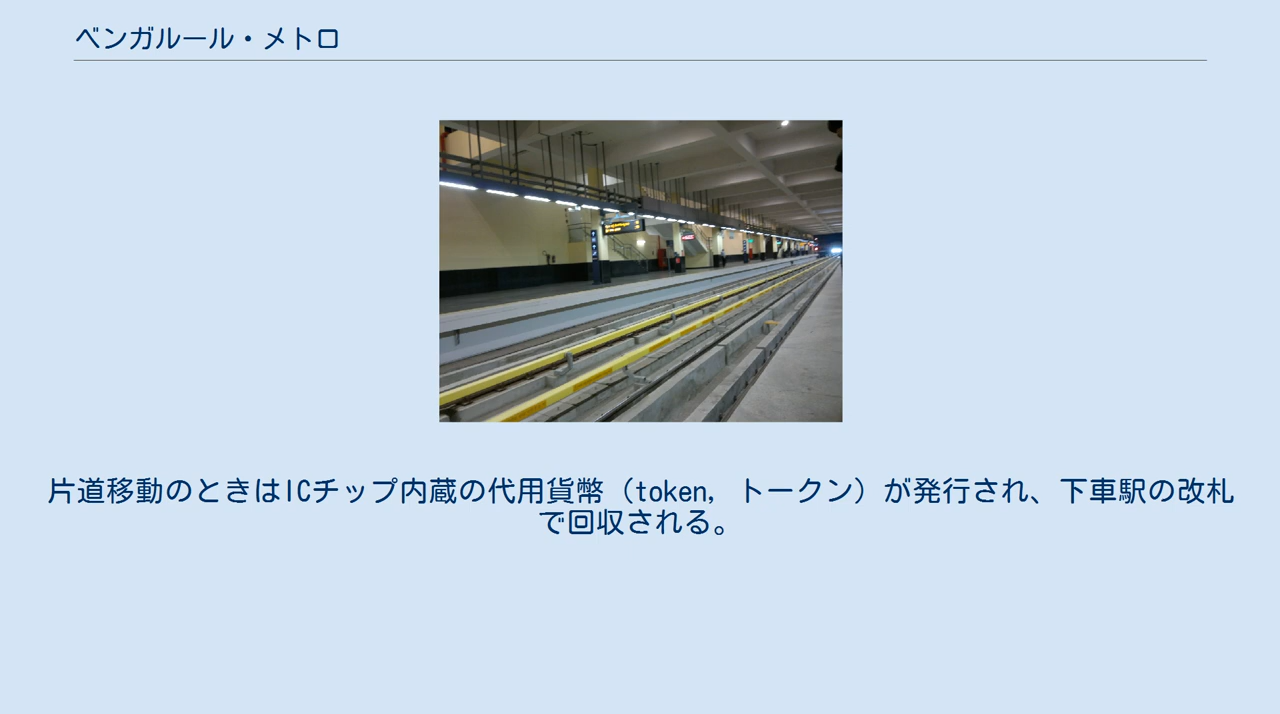 ベンガルール・メトロ
片道移動のときはICチップ内蔵の代用貨幣（token, トークン）が発行され、下車駅の改札
で回収される。